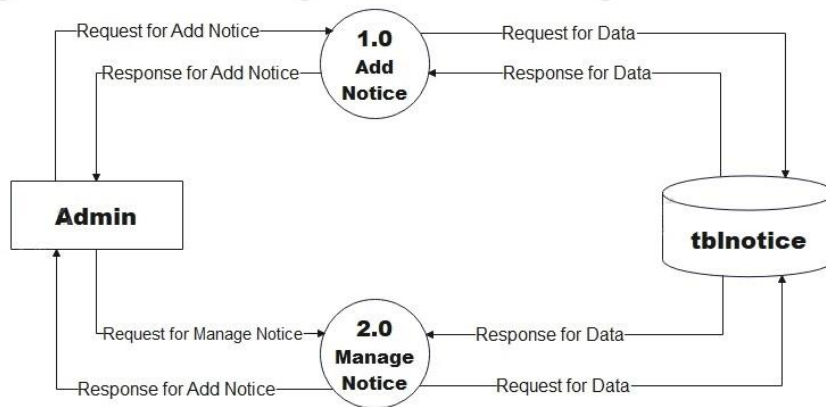 Request for Add Notice
1.0
Add
Notice
Request for Data
Response for Add Notice
Response for Data
Admin
tblnotice
Request for Manage Notice
2.0
Manage
Notice
Response for Data
Response for Add Notice
Request for Data